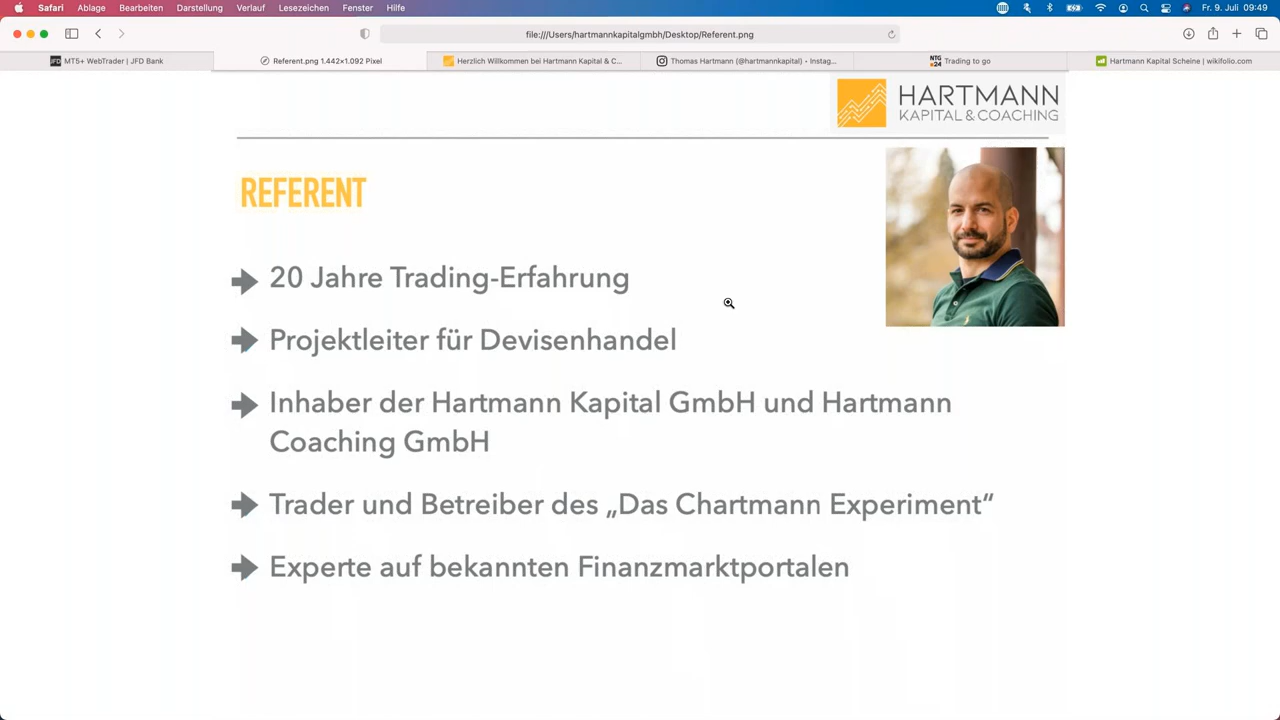 Safari Ablage Bearbeiten Darstellung Verlauf Lesezeichen Fenster Hilfe Fr. 9. Juli 09:49
file:///Users/hartmannkapitalgmbh/Desktop/Referent.png
JFD MT5+ WebTrader | JFD Bank
Referent.png 1.442×1.092 Pixel
Herzlich Willkommen bei Hartmann Kapital & C...
Thomas Hartmann (@hartmannkapital) • Instag...
NTG24 Trading to go
Hartmann Kapital Scheine | wikifolio.com
HARTMANN
KAPITAL & COACHING
REFERENT
20 Jahre Trading-Erfahrung
Projektleiter für Devisenhandel
Inhaber der Hartmann Kapital GmbH und Hartmann
Coaching GmbH
Trader und Betreiber des „Das Chartmann Experiment“
Experte auf bekannten Finanzmarktportalen